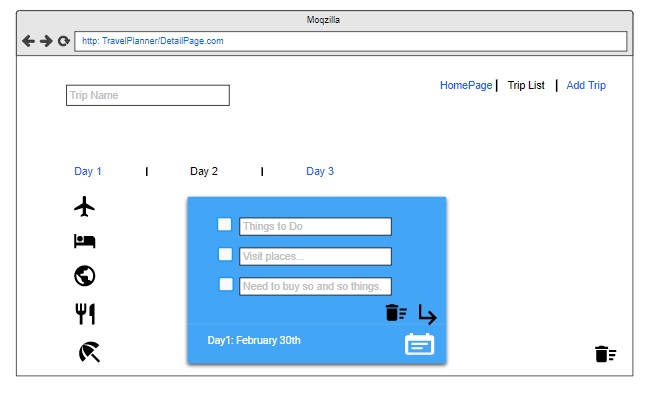 Moqzilla
http: TravelPlanner/DetailPage.com
HomePage | Trip List | Add Trip
Trip Name
Day 1 | Day 2 | Day 3
Things to Do
Visit places...
Need to buy so and so things.
Day1: February 30th